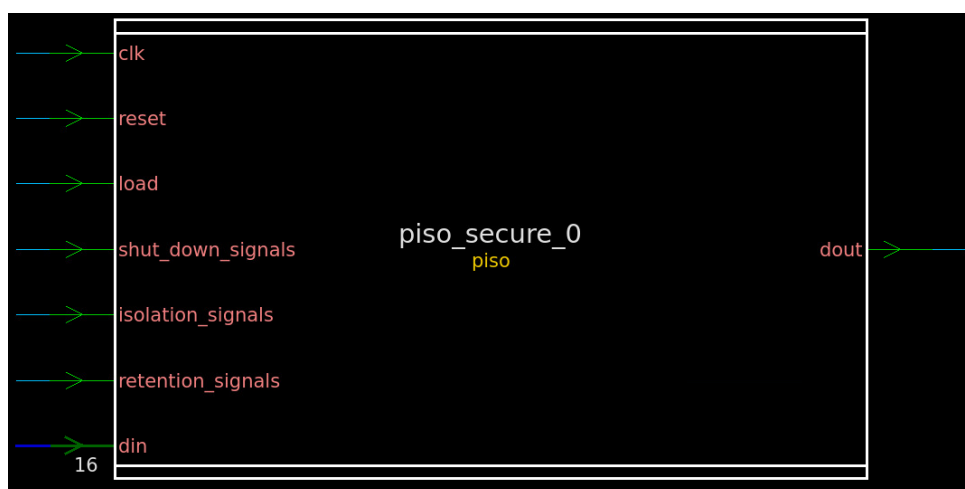 clk
reset
load
shut_down_signals
isolation_signals
retention_signals
din
16
piso_secure_0
piso
dout